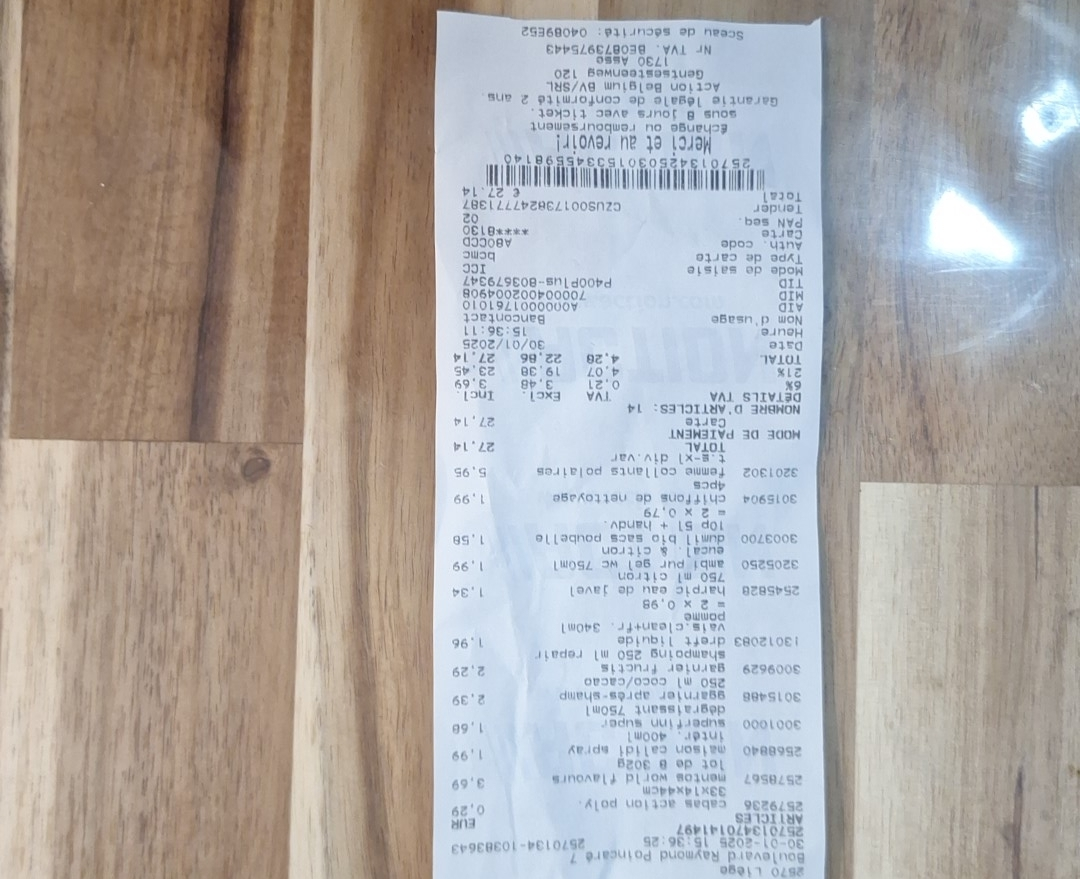 2570 Liège
Boulevard Raymond Poincaré 7
30-01-2025 15:36:25 2570134-10383643
257013470141497
ARTICLES EUR
2579236 cabas action poly. 0,29
33x14x44cm
2578567 mentos world flavours 3,69
lot de 8 302g
2568840 maison calidi spray 1,99
intér. 400ml
3001000 superfinn super 1,68
dégraissant 750ml
3015488 ggarnier après-shamp 2,39
250 ml coco/cacao
3009629 garnier fructis 2,29
shampoing 250 ml repair
13012083 dreft liquide 1,96
vais.clean+fr. 340ml
pomme
= 2 x 0,98
2545828 harpic eau de javel 1,34
750 ml citron
3205250 ambi pur gel wc 750ml 1,99
eucal. & citron
3003700 dumil bio sacs poubelle 1,58
10p 5l + handv.
= 2 x 0,79
3015904 chiffons de nettoyage 1,99
4pcs
3201302 femme collants polaires 5,95
t.s-xl div.var.
TOTAL 27,14
MODE DE PAIEMENT
Carte 27,14
NOMBRE D'ARTICLES: 14
DÉTAILS TVA TVA Excl. Incl.
6% 0,21 3,48 3,69
21% 4,07 19,38 23,45
TOTAL 4,28 22,86 27,14
Date 30/01/2025
Heure 15:36:11
Nom d'usage Bancontact
AID A0000001761010
MID 700004002004908
TID P400Plus-803679347
Mode de saisie ICC
Type de carte bcmc
Auth. code AB0CCD
Carte ****8130
PAN seq. 02
Tender CZUS001738247771387
Total € 27.14
2570134250301533455598140
Merci et au revoir!
Échange ou remboursement
sous 8 jours avec ticket.
Garantie légale de conformité 2 ans.
Action Belgium BV/SRL
Gentsesteenweg 120
1730 Asse
Nr TVA. BE0873975443
Sceau de sécurité: 04089E52